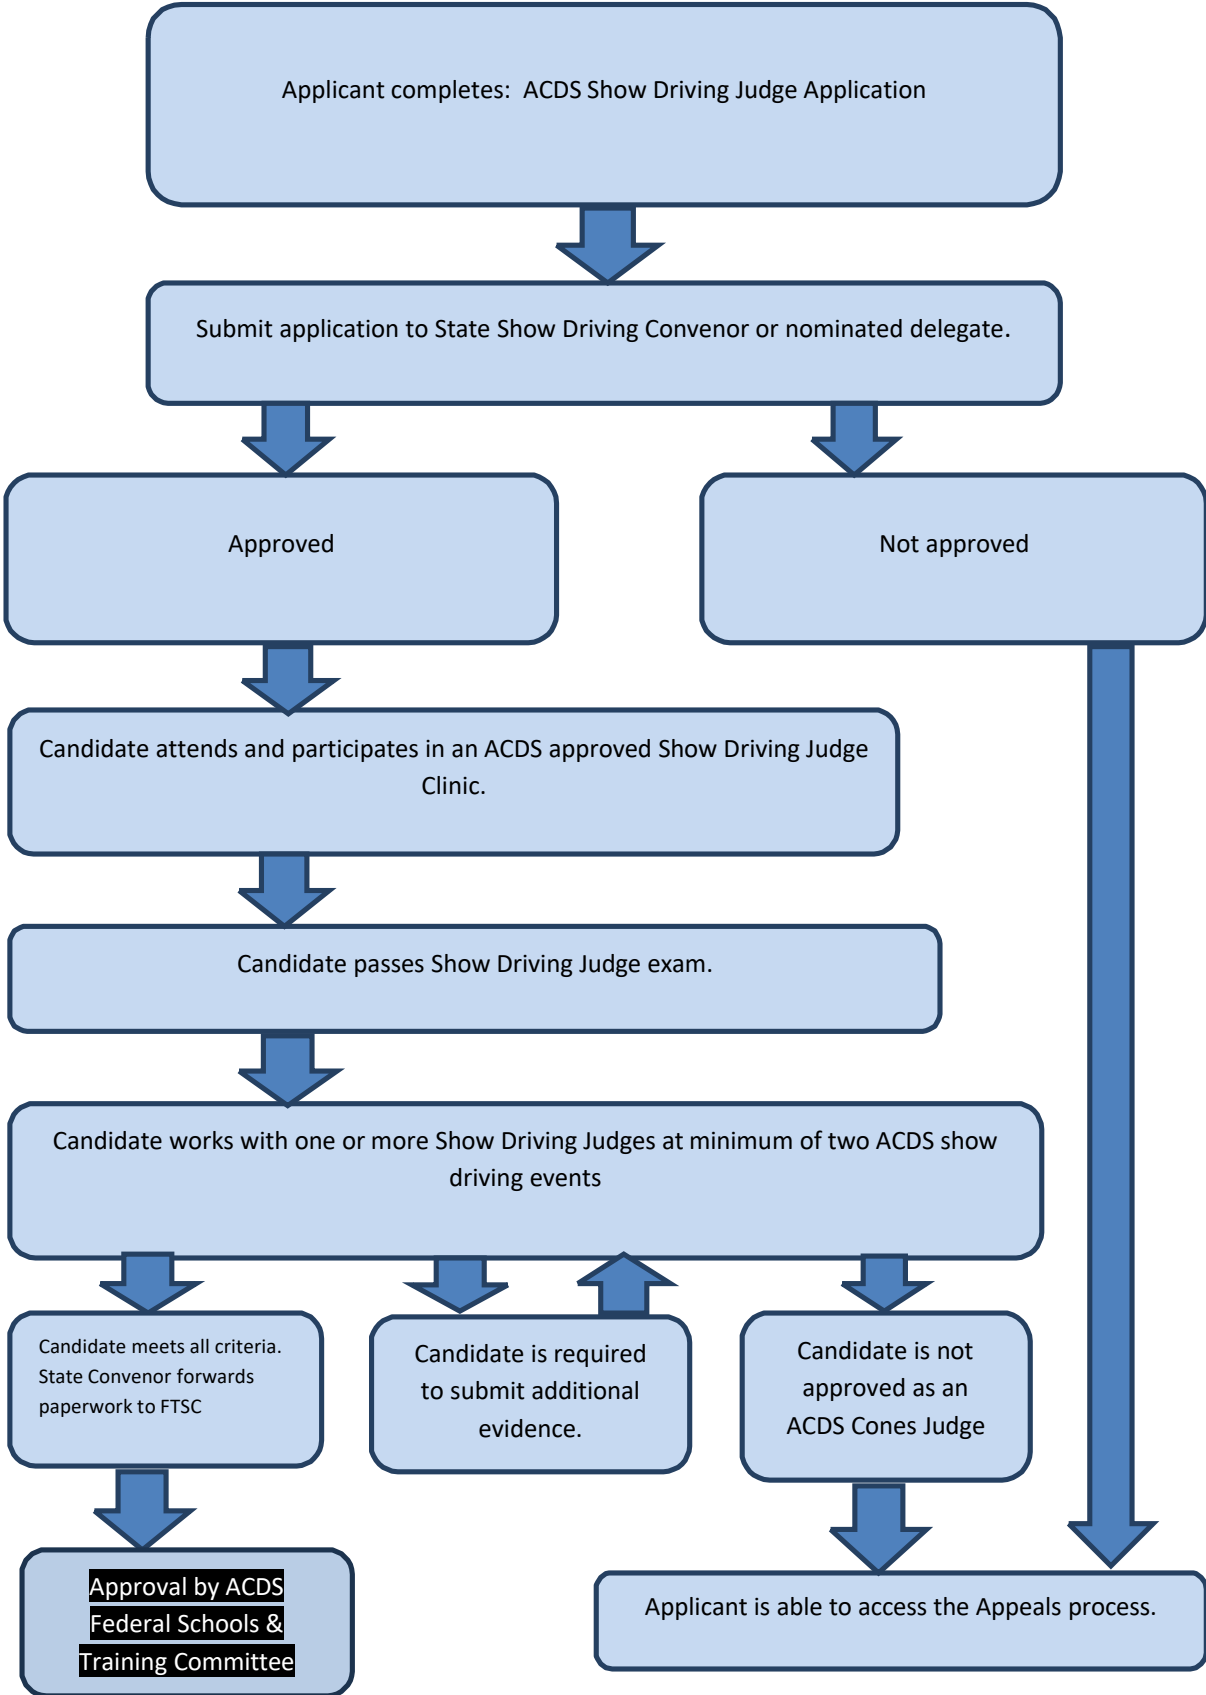 Applicant completes:  ACDS Show Driving Judge Application
Submit application to State Show Driving Convenor or nominated delegate.
Approved
Not approved
Candidate attends and participates in an ACDS approved Show Driving Judge
Clinic.
Candidate passes Show Driving Judge exam.
Candidate works with one or more Show Driving Judges at minimum of two ACDS show
driving events
Candidate meets all criteria.
State Convenor forwards
paperwork to FTSC
Candidate is required
to submit additional
evidence.
Candidate is not
approved as an
ACDS Cones Judge
Approval by ACDS
Federal Schools &
Training Committee
Applicant is able to access the Appeals process.